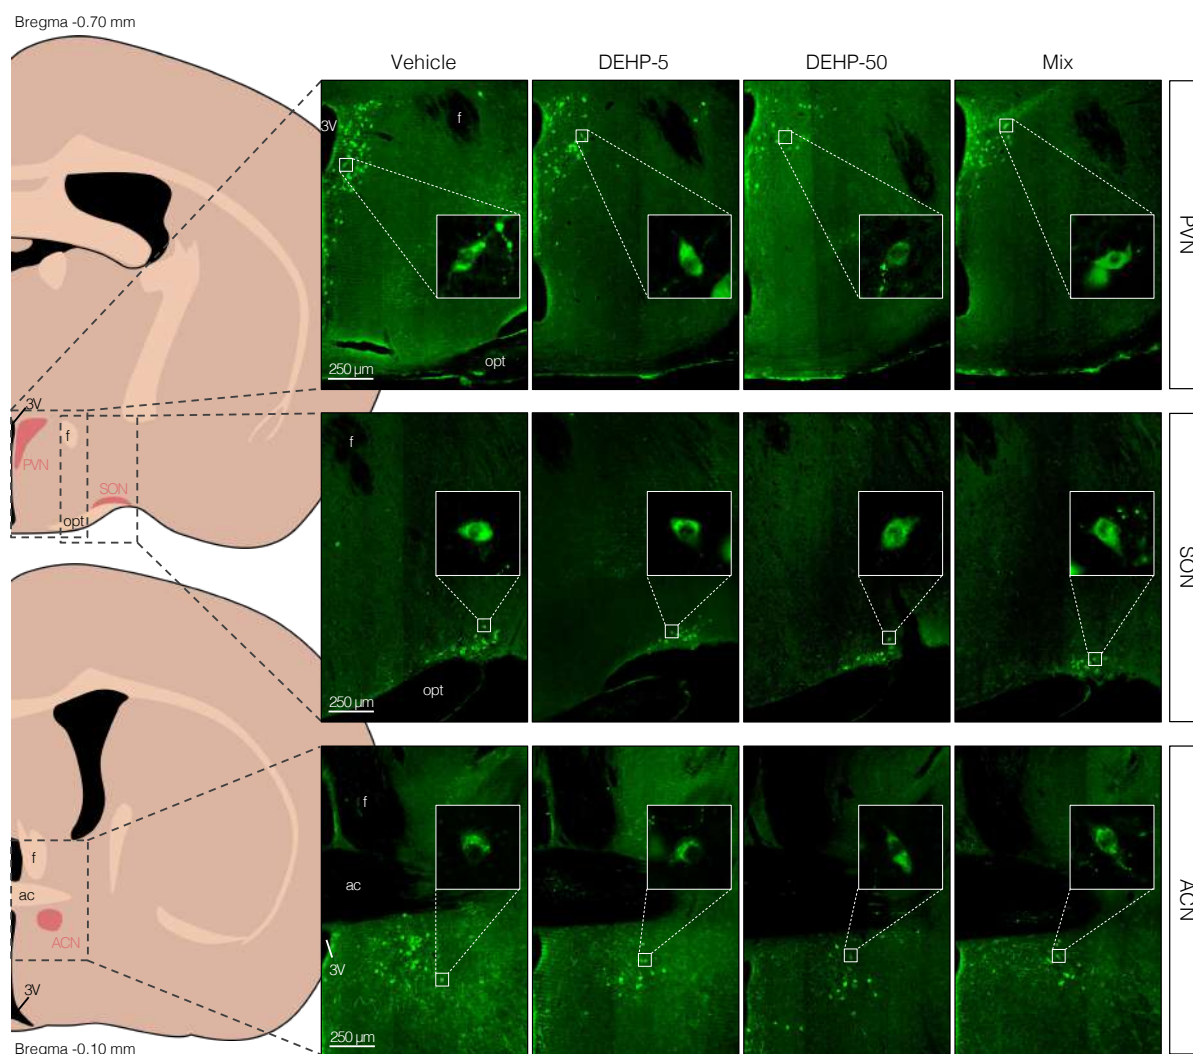 Bregma -0.70 mm
Vehicle
DEHP-5
DEHP-50
Mix
3V
f
opt
250 µm
PVN
3V
f
PVN
SON
opt
f
opt
250 µm
SON
f
ac
ACN
3V
f
ac
3V
250 µm
ACN
Bregma -0.10 mm